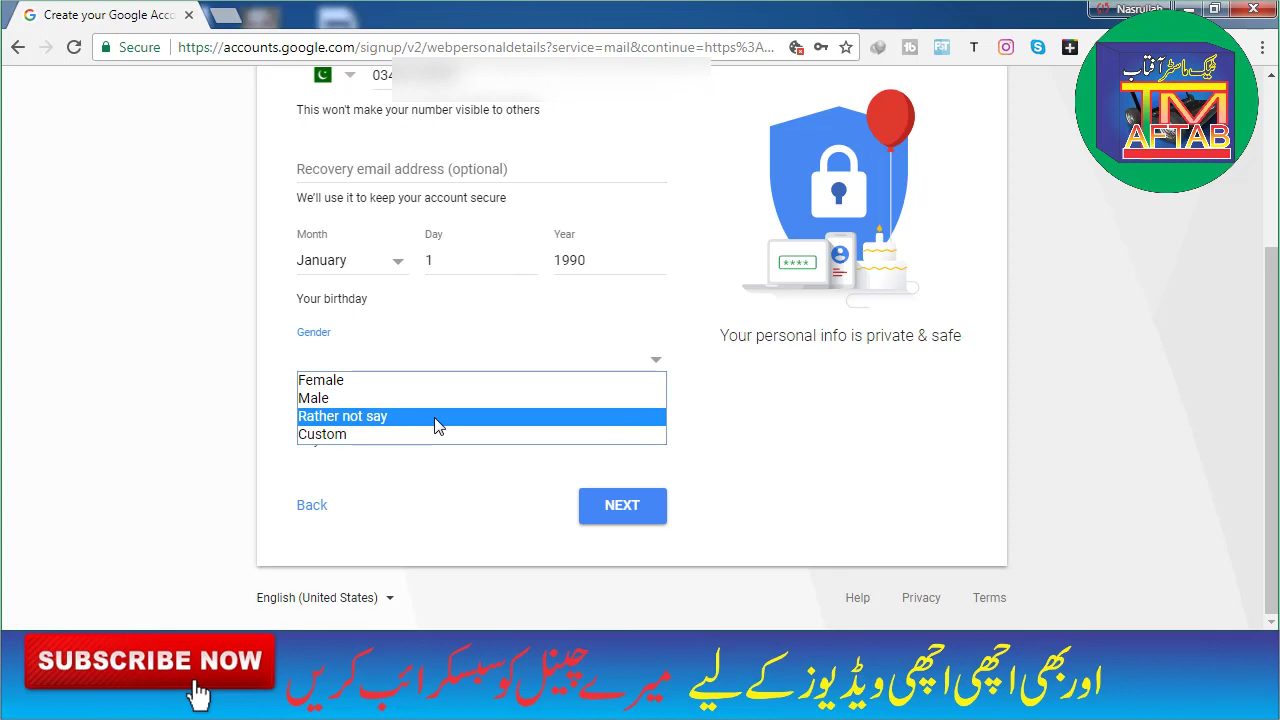 Create your Google Acc
Nasrullah
Secure
https://accounts.google.com/signup/v2/webpersonaldetails?service=mail&continue=https%3A...
ٹیک ماسٹر آفتاب
TM
AFTAB
034
This won't make your number visible to others
Recovery email address (optional)
We'll use it to keep your account secure
Month Day Year
January 1 1990
Your birthday
Gender
Female
Male
Rather not say
Custom
Back
NEXT
****
Your personal info is private & safe
English (United States)
Help Privacy Terms
SUBSCRIBE NOW
اور بھی اچھی اچھی ویڈیوز کے لیے میرے چینل کو سبسکرائب کریں